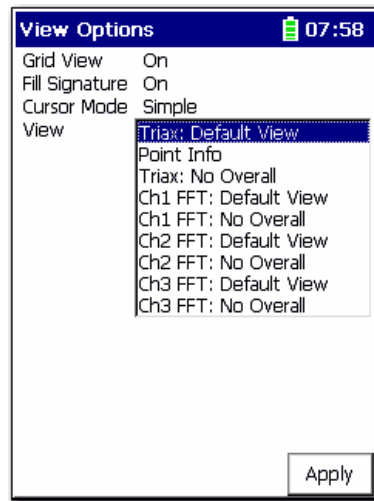 View Options 07:58
Grid View On
Fill Signature On
Cursor Mode Simple
View Triax: Default View
Point Info
Triax: No Overall
Ch1 FFT: Default View
Ch1 FFT: No Overall
Ch2 FFT: Default View
Ch2 FFT: No Overall
Ch3 FFT: Default View
Ch3 FFT: No Overall
Apply